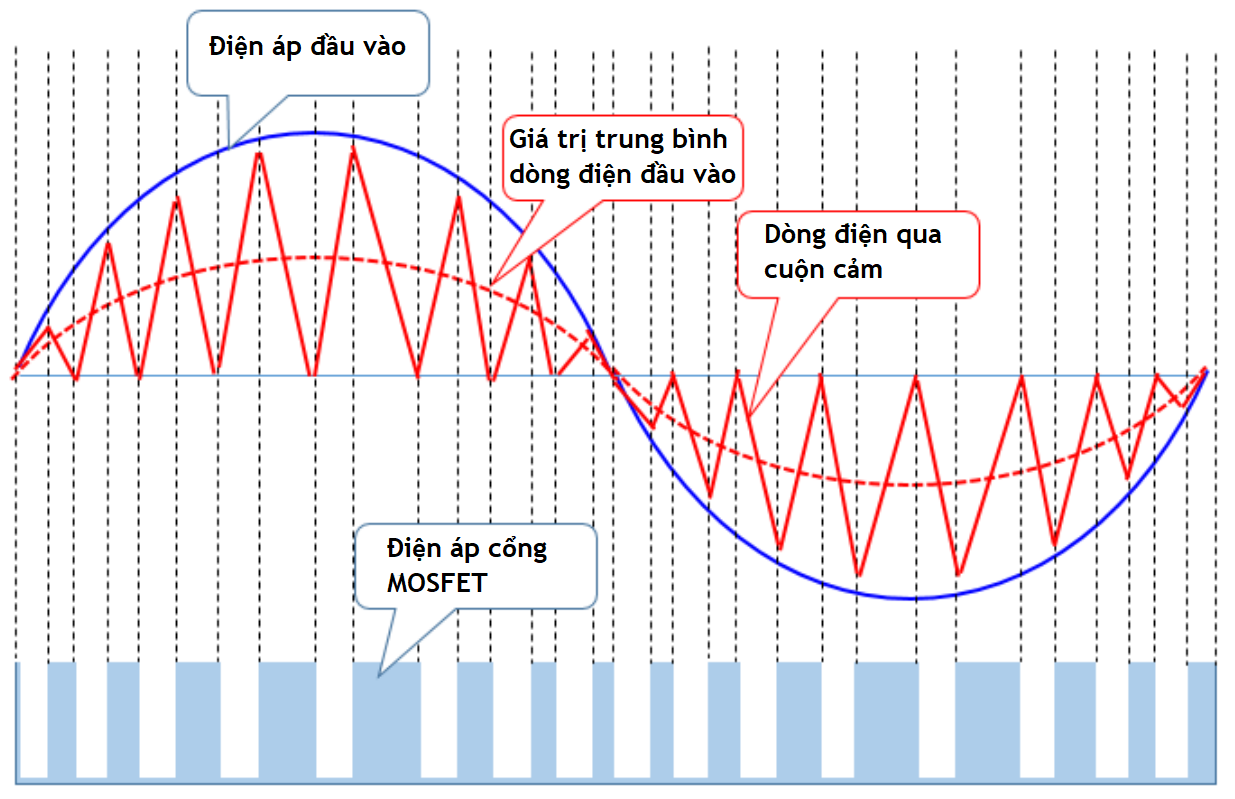 Điện áp đầu vào
Giá trị trung bình
dòng điện đầu vào
Dòng điện qua
cuộn cảm
Điện áp cổng
MOSFET